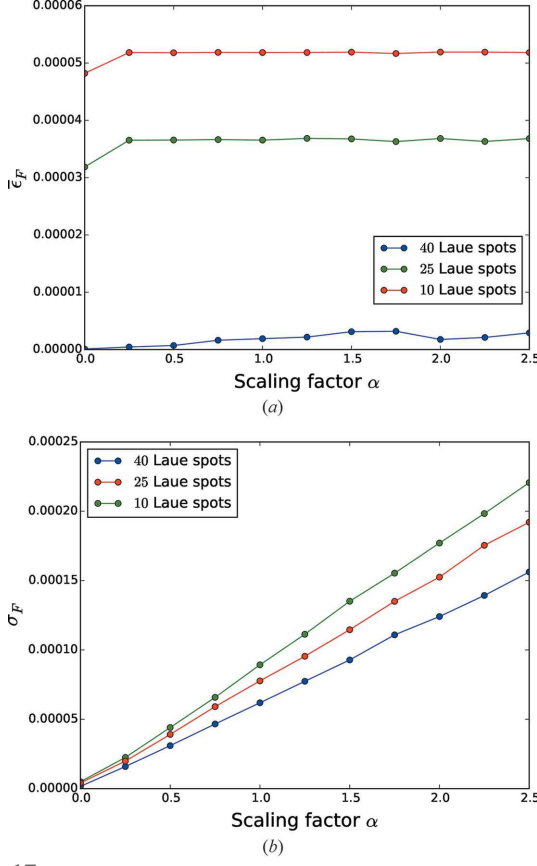 0.00006
0.00005
0.00004
0.00003
0.00002
0.00001
0.00000
ϵ̅_F
40 Laue spots
25 Laue spots
10 Laue spots
0.0 0.5 1.0 1.5 2.0 2.5
Scaling factor α
(a)
0.00025
0.00020
0.00015
0.00010
0.00005
0.00000
σ_F
40 Laue spots
25 Laue spots
10 Laue spots
0.0 0.5 1.0 1.5 2.0 2.5
Scaling factor α
(b)